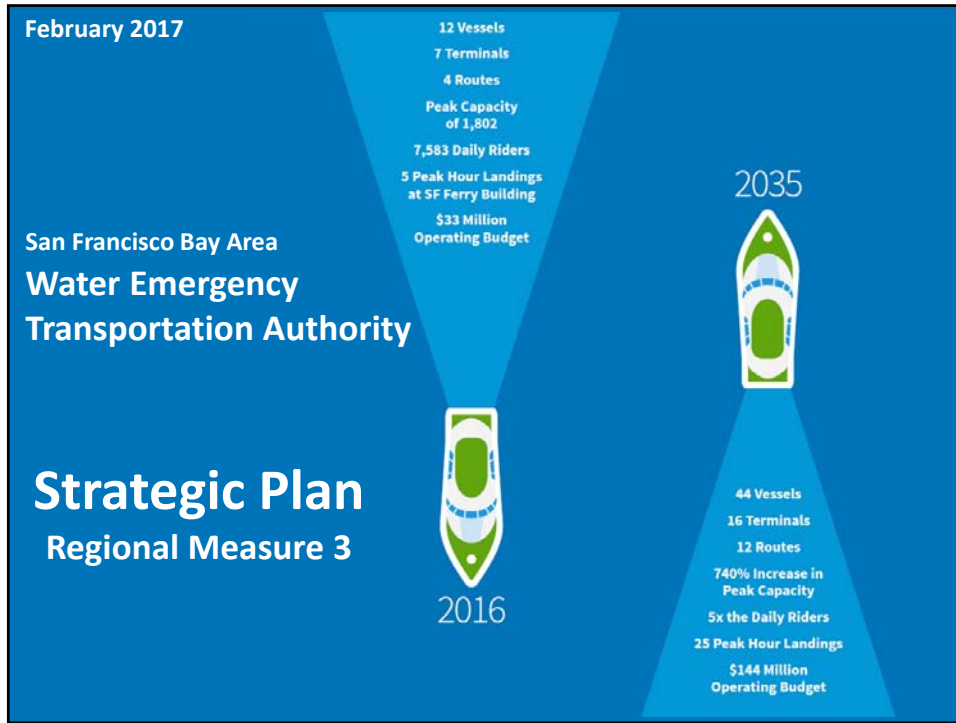 February 2017
San Francisco Bay Area
Water Emergency
Transportation Authority
Strategic Plan
Regional Measure 3
12 Vessels
7 Terminals
4 Routes
Peak Capacity
of 1,802
7,583 Daily Riders
5 Peak Hour Landings
at SF Ferry Building
$33 Million
Operating Budget
2016
2035
44 Vessels
16 Terminals
12 Routes
740% Increase in
Peak Capacity
5x the Daily Riders
25 Peak Hour Landings
$144 Million
Operating Budget